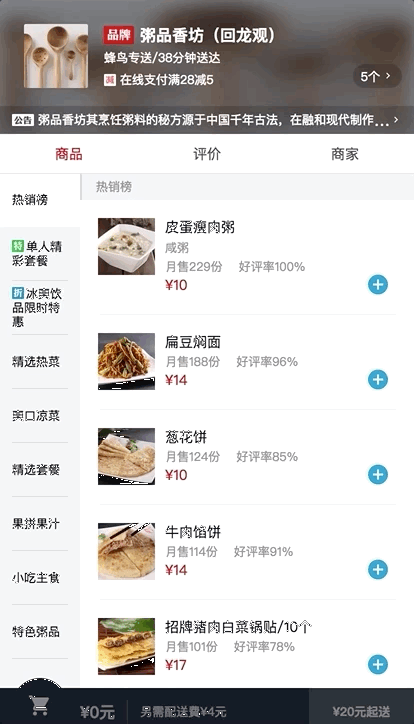 品牌 粥品香坊（回龙观）
蜂鸟专送/38分钟送达
减 在线支付满28减5
5个 >
公告 粥品香坊其烹饪粥料的秘方源于中国千年古法，在融和现代制作... >
商品 评价 商家
热销榜
特 单人精
彩套餐
折 冰爽饮
品限时特
惠
精选热菜
爽口凉菜
精选套餐
果拼果汁
小吃主食
特色粥品
热销榜
皮蛋瘦肉粥
咸粥
月售229份 好评率100%
¥10
扁豆焖面
月售188份 好评率96%
¥14
葱花饼
月售124份 好评率85%
¥10
牛肉馅饼
月售114份 好评率91%
¥14
招牌猪肉白菜锅贴/10个
月售101份 好评率78%
¥17
¥0元 另需配送费¥4元 ¥20元起送